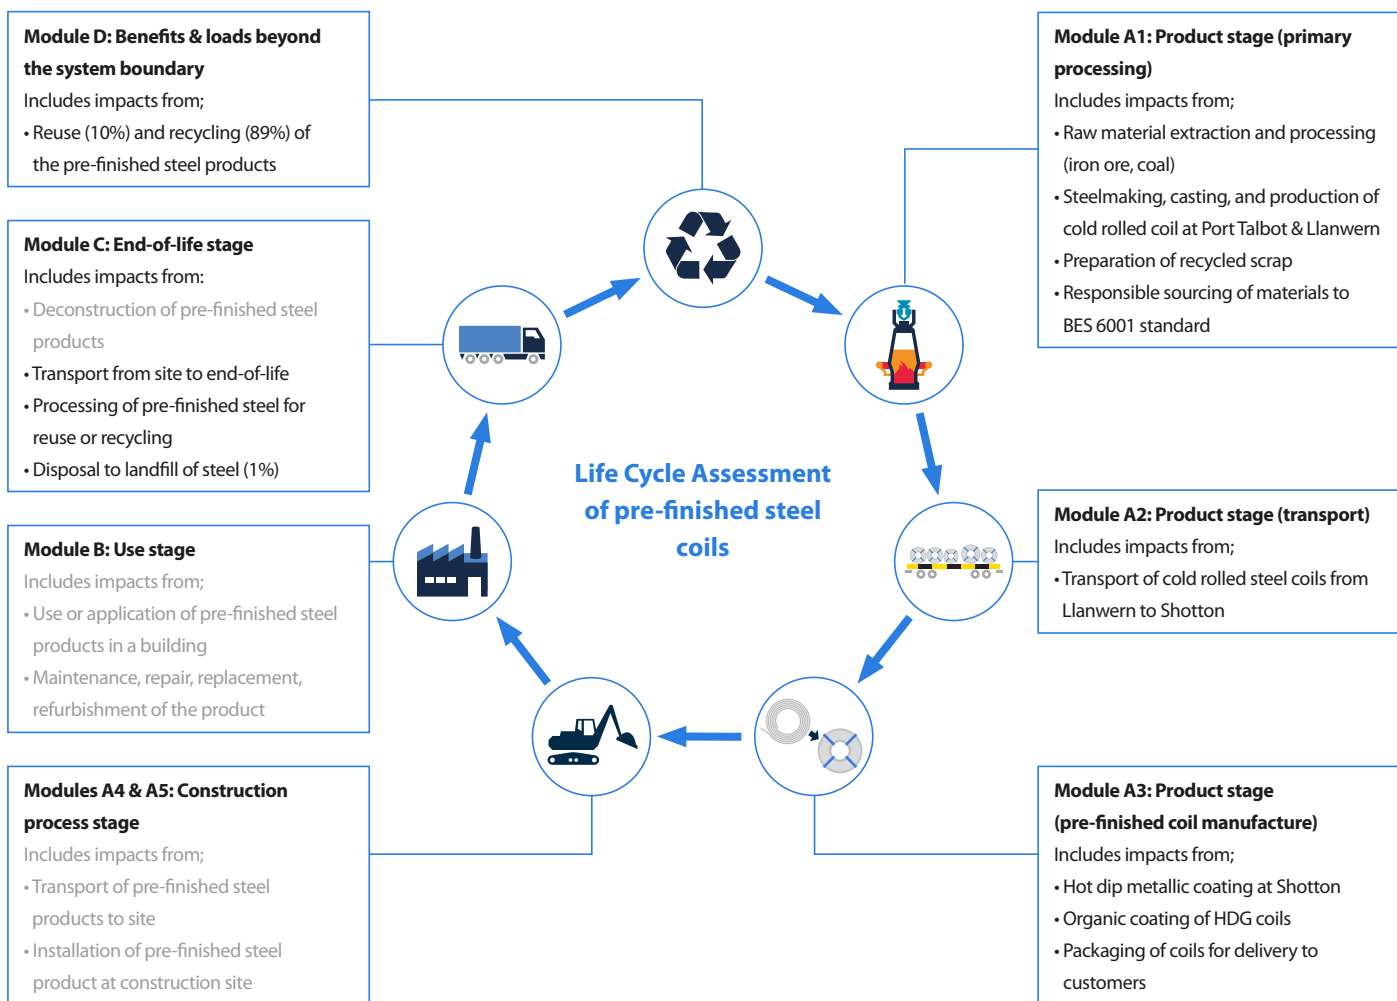 Module D: Benefits & loads beyond
the system boundary
Includes impacts from;
• Reuse (10%) and recycling (89%) of
the pre-finished steel products
Module C: End-of-life stage
Includes impacts from:
• Deconstruction of pre-finished steel
products
• Transport from site to end-of-life
• Processing of pre-finished steel for
reuse or recycling
• Disposal to landfill of steel (1%)
Module B: Use stage
Includes impacts from;
• Use or application of pre-finished steel
products in a building
• Maintenance, repair, replacement,
refurbishment of the product
Modules A4 & A5: Construction
process stage
Includes impacts from;
• Transport of pre-finished steel
products to site
• Installation of pre-finished steel
product at construction site
Life Cycle Assessment
of pre-finished steel
coils
Module A1: Product stage (primary
processing)
Includes impacts from;
• Raw material extraction and processing
(iron ore, coal)
• Steelmaking, casting, and production of
cold rolled coil at Port Talbot & Llanwern
• Preparation of recycled scrap
• Responsible sourcing of materials to
BES 6001 standard
Module A2: Product stage (transport)
Includes impacts from;
• Transport of cold rolled steel coils from
Llanwern to Shotton
Module A3: Product stage
(pre-finished coil manufacture)
Includes impacts from;
• Hot dip metallic coating at Shotton
• Organic coating of HDG coils
• Packaging of coils for delivery to
customers